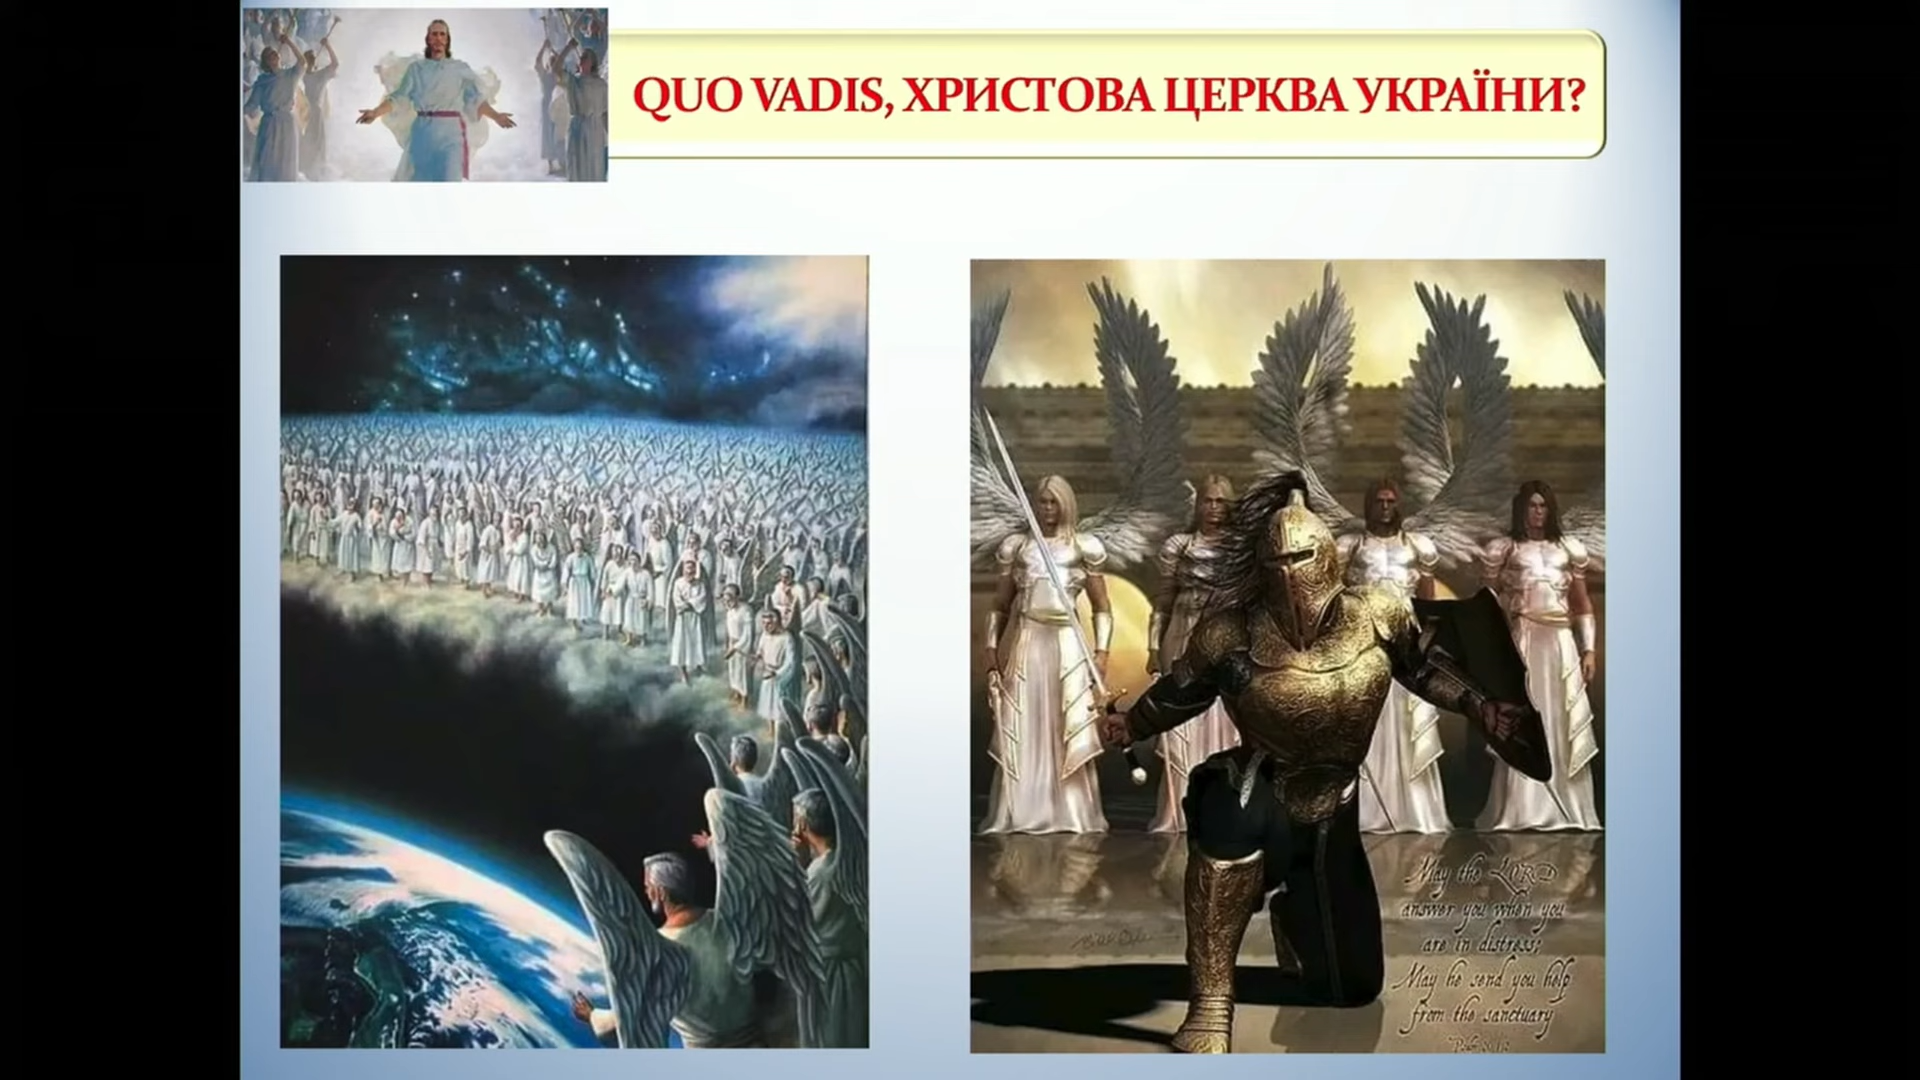 QUO VADIS, ХРИСТОВА ЦЕРКВА УКРАЇНИ?
May the LORD
answer you when you
are in distress;
May he send you help
from the sanctuary